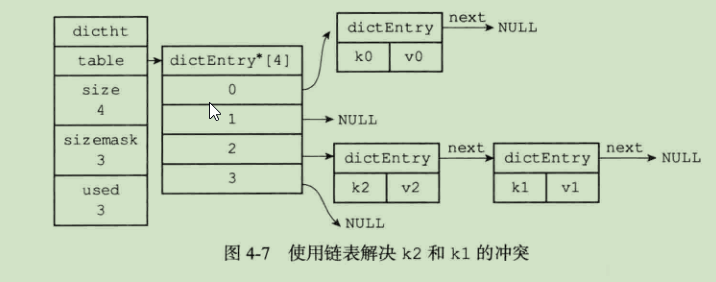 dictht
table
size
4
sizemask
3
used
3
dictEntry*[4]
0
1
2
3
dictEntry
k0 v0
next
NULL
NULL
dictEntry
k2 v2
next
dictEntry
k1 v1
next
NULL
NULL
图 4-7 使用链表解决 k2 和 k1 的冲突